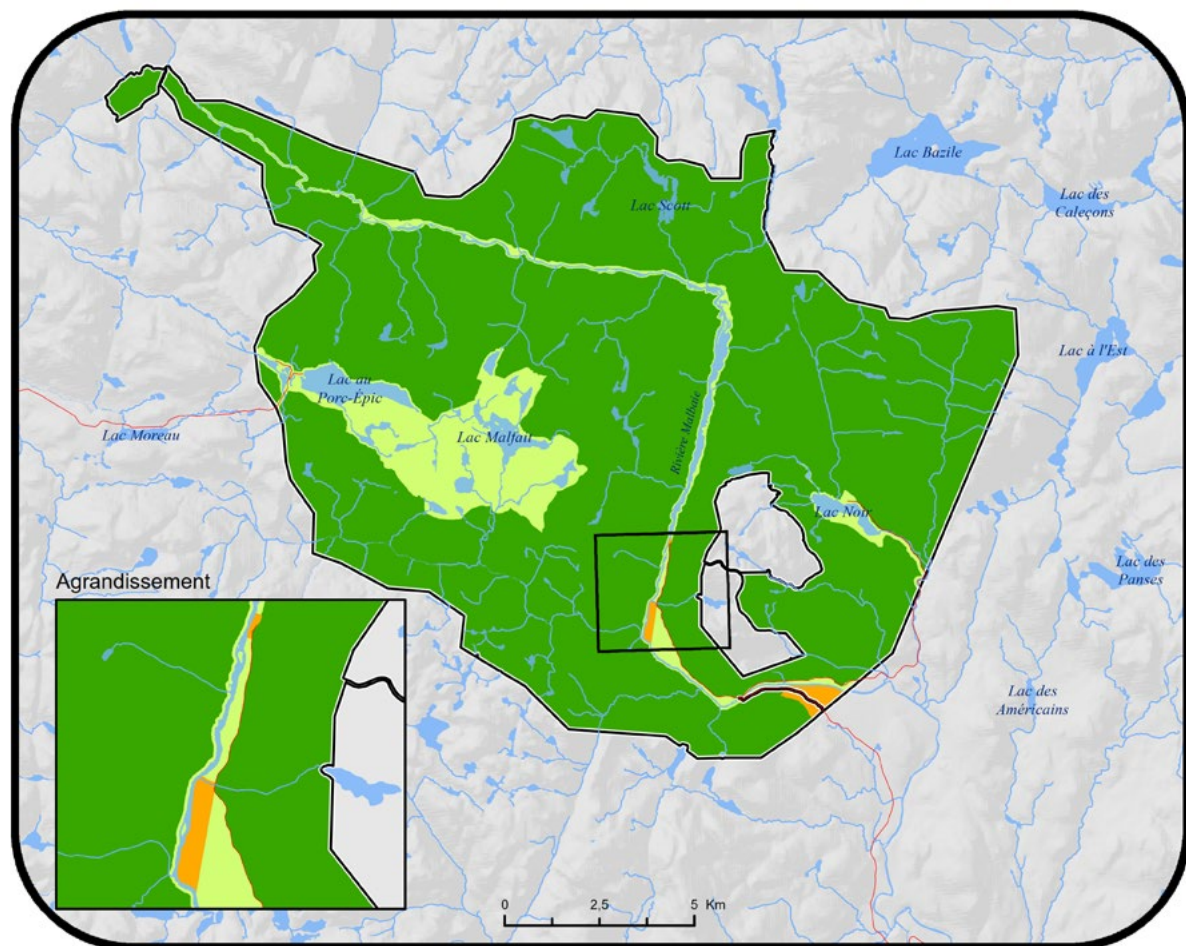 Lac Bazile
Lac des
Caleçons
Lac Scott
Lac à l'Est
Lac au
Porc-Épic
Lac Moreau
Lac Malfait
Rivière Malbaie
Lac Noir
Lac des
Panses
Agrandissement
Lac des
Américains
0 2,5 5 Km